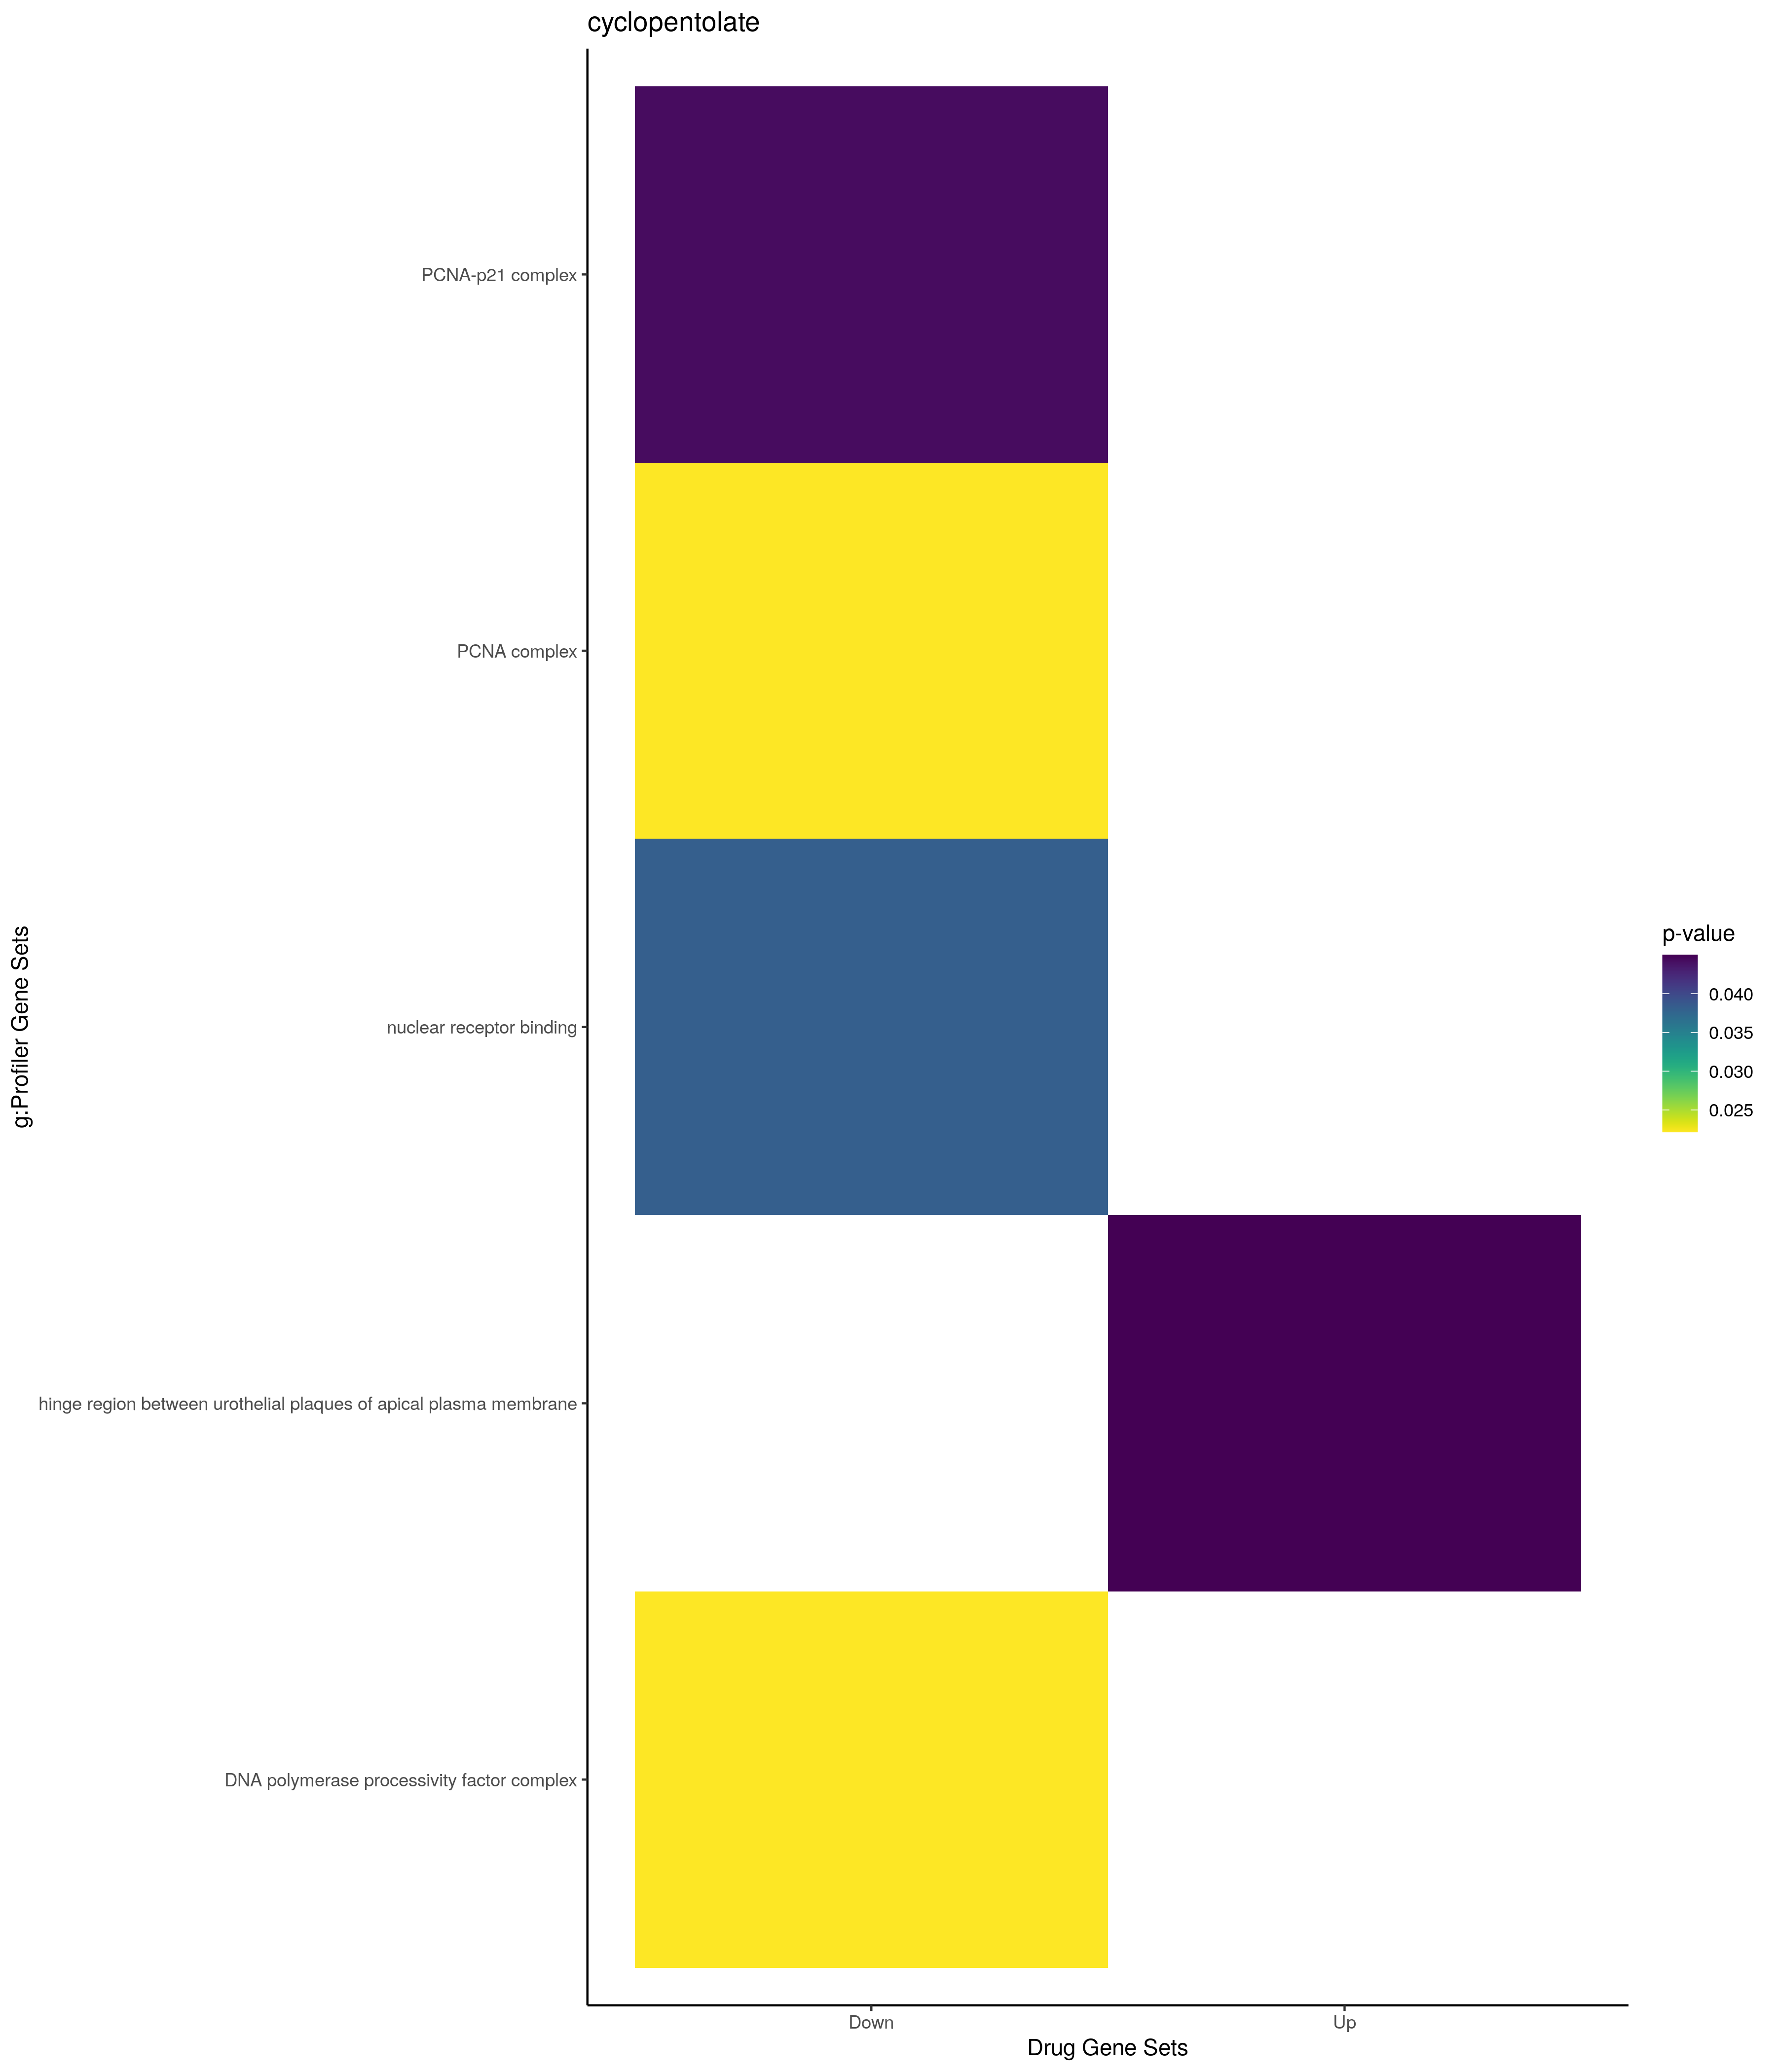 cyclopentolate
g:Profiler Gene Sets
PCNA-p21 complex
PCNA complex
nuclear receptor binding
hinge region between urothelial plaques of apical plasma membrane
DNA polymerase processivity factor complex
Down
Up
Drug Gene Sets
p-value
0.040
0.035
0.030
0.025